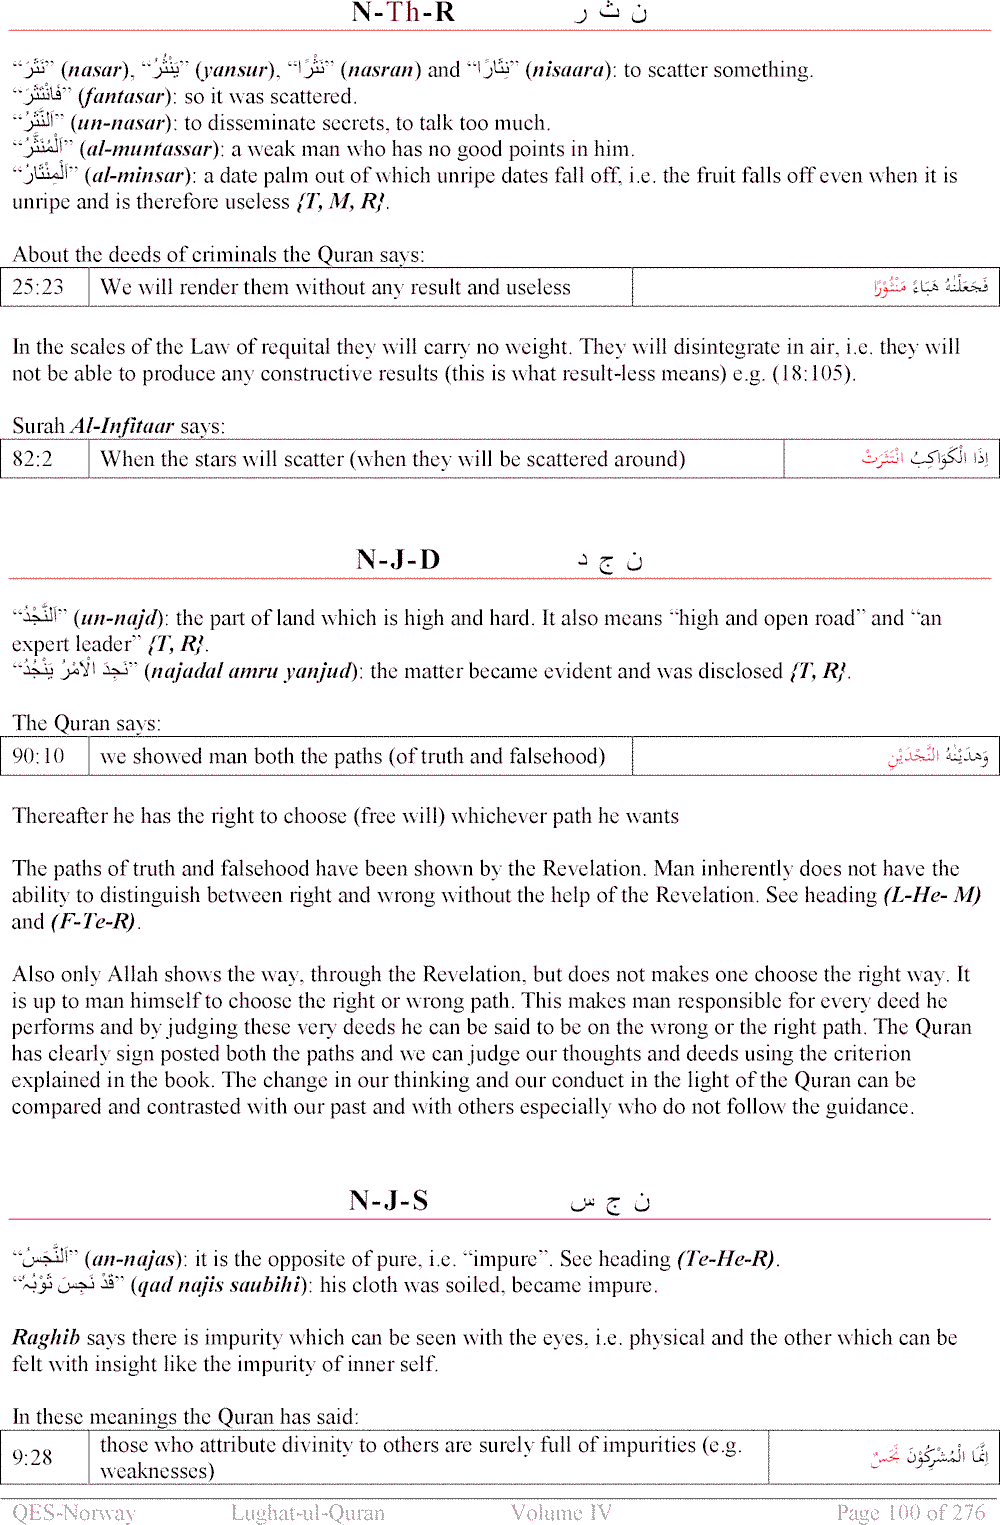 N-Th-R ن ث ر
“نَثَرَ” (nasar), “يَنْثُرُ” (yansur), “نَثْرًا” (nasran) and “نِثَارًا” (nisaara): to scatter something.
“فَانْتَثَرَ” (fantasar): so it was scattered.
“اَلنَّثْرُ” (un-nasar): to disseminate secrets, to talk too much.
“اَلْمُنَثَّرُ” (al-muntassar): a weak man who has no good points in him.
“اَلْمِنْثَارُ” (al-minsar): a date palm out of which unripe dates fall off, i.e. the fruit falls off even when it is
unripe and is therefore useless {T, M, R}.
About the deeds of criminals the Quran says:
25:23 We will render them without any result and useless فَجَعَلْنٰهُ هَبَاءً مَنْثُوْرًا
In the scales of the Law of requital they will carry no weight. They will disintegrate in air, i.e. they will
not be able to produce any constructive results (this is what result-less means) e.g. (18:105).
Surah Al-Infitaar says:
82:2 When the stars will scatter (when they will be scattered around) اِذَا الْكَوَاكِبُ انْتَثَرَتْ
N-J-D ن ج د
“اَلنَّجْدُ” (un-najd): the part of land which is high and hard. It also means “high and open road” and “an
expert leader” {T, R}.
“نَجِدَ الْاَمْرُ يَنْجُدُ” (najadal amru yanjud): the matter became evident and was disclosed {T, R}.
The Quran says:
90:10 we showed man both the paths (of truth and falsehood) وَهَدَيْنٰهُ النَّجْدَيْنِ
Thereafter he has the right to choose (free will) whichever path he wants
The paths of truth and falsehood have been shown by the Revelation. Man inherently does not have the
ability to distinguish between right and wrong without the help of the Revelation. See heading (L-He- M)
and (F-Te-R).
Also only Allah shows the way, through the Revelation, but does not makes one choose the right way. It
is up to man himself to choose the right or wrong path. This makes man responsible for every deed he
performs and by judging these very deeds he can be said to be on the wrong or the right path. The Quran
has clearly sign posted both the paths and we can judge our thoughts and deeds using the criterion
explained in the book. The change in our thinking and our conduct in the light of the Quran can be
compared and contrasted with our past and with others especially who do not follow the guidance.
N-J-S ن ج س
“اَلنَّجَسُ” (an-najas): it is the opposite of pure, i.e. “impure”. See heading (Te-He-R).
“قَدْ نَجِسَ ثَوْبُہٗ” (qad najis saubihi): his cloth was soiled, became impure.
Raghib says there is impurity which can be seen with the eyes, i.e. physical and the other which can be
felt with insight like the impurity of inner self.
In these meanings the Quran has said:
9:28 those who attribute divinity to others are surely full of impurities (e.g.
weaknesses) اِنَّمَا الْمُشْرِكُوْنَ نَجَسٌ
QES-Norway Lughat-ul-Quran Volume IV Page 100 of 276